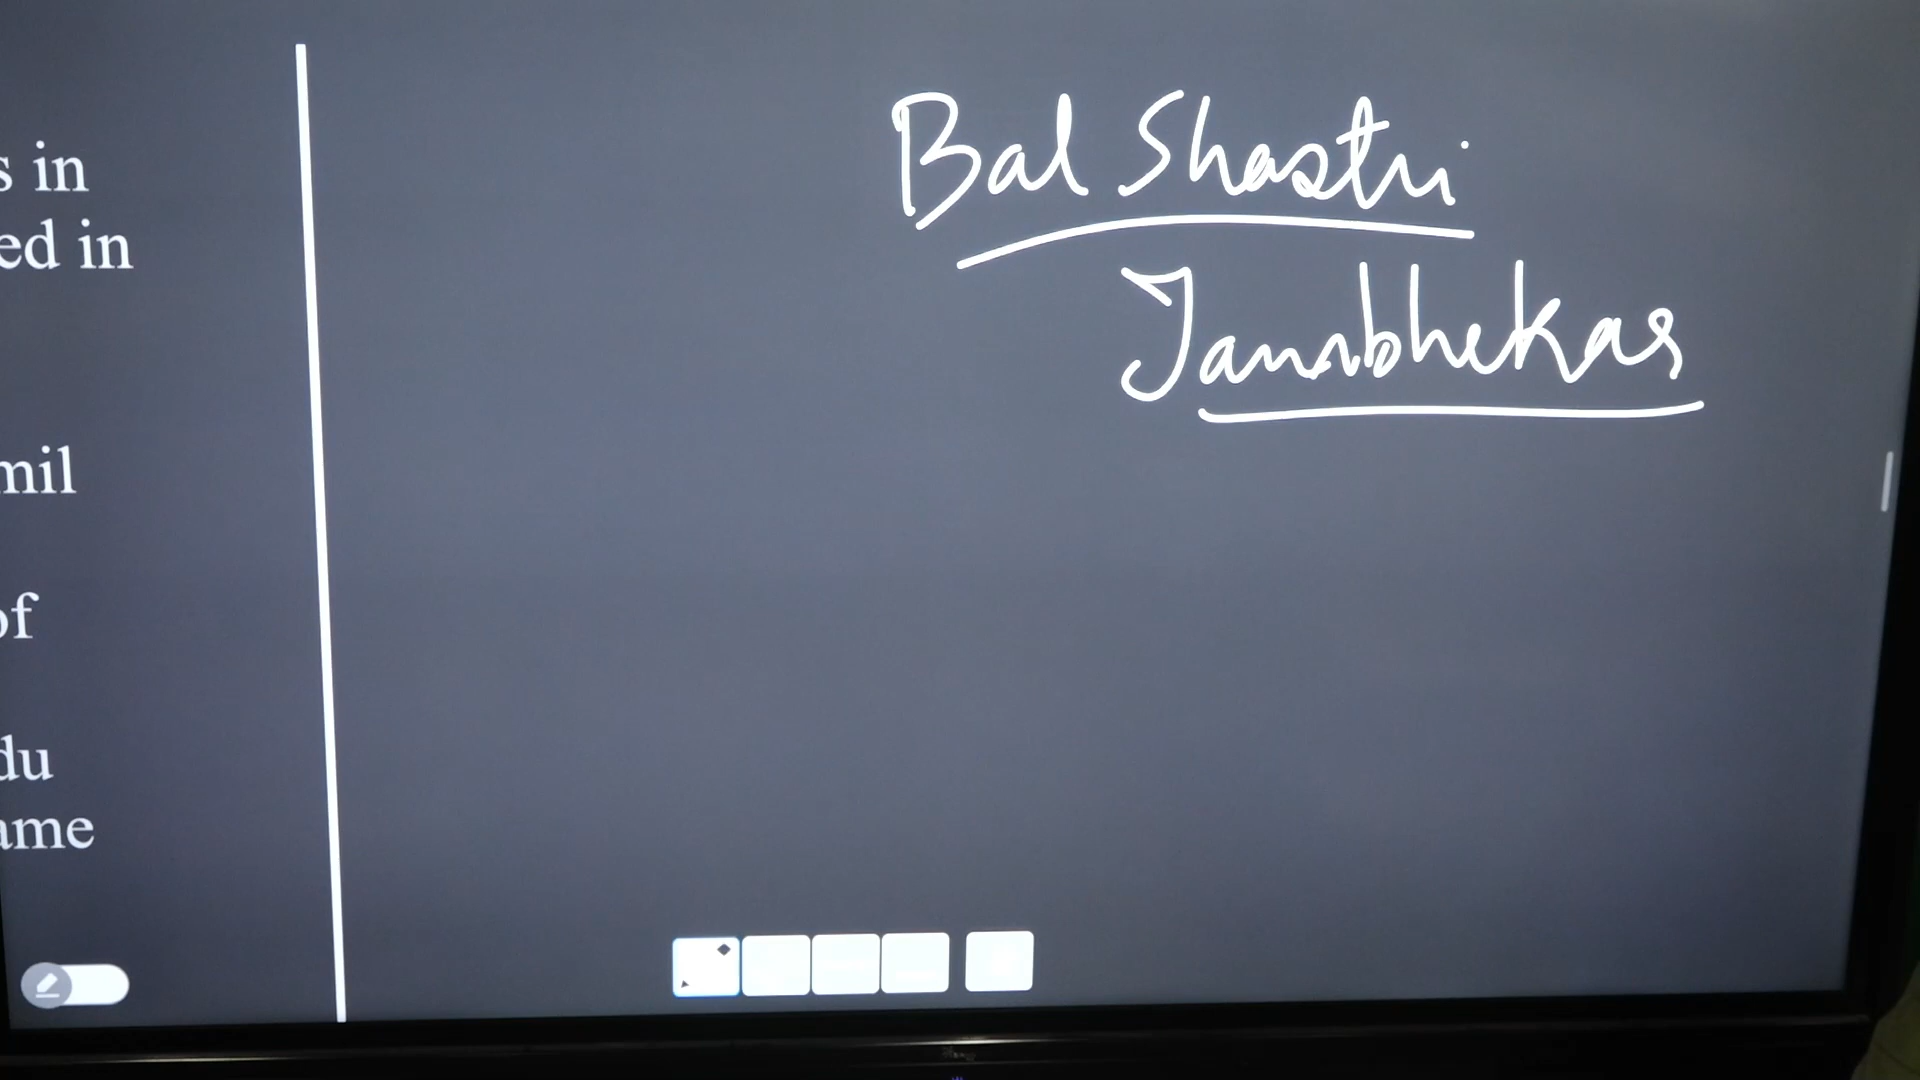 s in
ed in
mil
of
du
ame
Bal Shastri
Jambhekar